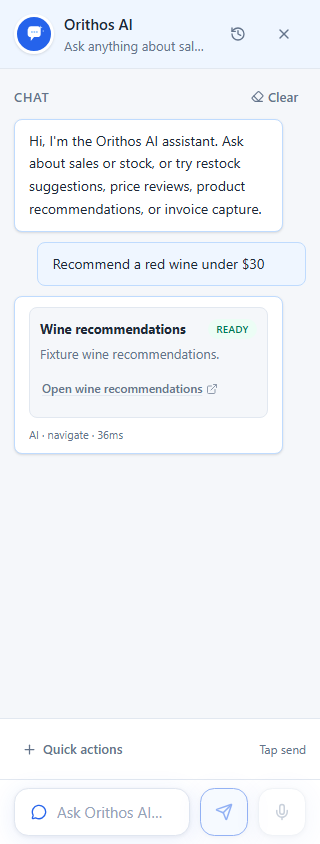 Orithos AI
Ask anything about sal...
CHAT
Clear
Hi, I'm the Orithos AI assistant. Ask
about sales or stock, or try restock
suggestions, price reviews, product
recommendations, or invoice capture.
Recommend a red wine under $30
Wine recommendations
READY
Fixture wine recommendations.
Open wine recommendations
AI · navigate · 36ms
Quick actions
Tap send
Ask Orithos AI...